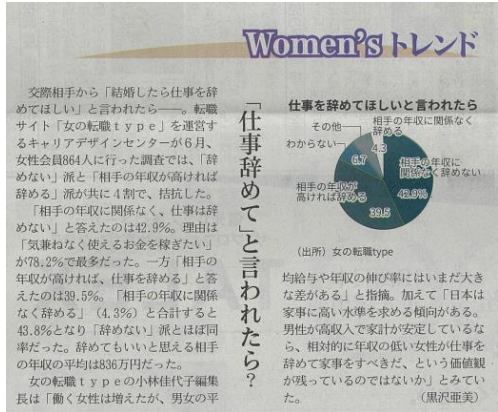 Women'sトレンド
「仕事辞めて」と言われたら？
交際相手から「結婚したら仕事を辞
めてほしい」と言われたら――。転職
サイト「女の転職type」を運営す
るキャリアデザインセンターが6月、
女性会員864人に行った調査では、「辞
めない」派と「相手の年収が高ければ
辞める」派が共に4割で、拮抗した。
「相手の年収に関係なく、仕事は辞
めない」と答えたのは42.9%。理由は
「気兼ねなく使えるお金を稼ぎたい」
が78.2%で最多だった。一方「相手の
年収が高ければ、仕事を辞める」と答
えたのは39.5%。「相手の年収に関係
なく辞める」（4.3%）と合計すると
43.8%となり「辞めない」派とほぼ同
率だった。辞めてもいいと思える相手
の年収の平均は836万円だった。
女の転職typeの小林佳代子編集
長は「働く女性は増えたが、男女の平
仕事を辞めてほしいと言われたら
相手の年収に関係なく
辞める
4.3
その他
わからない
6.7
相手の年収に
関係なく辞めない
42.9%
相手の年収が
高ければ辞める
39.5
（出所）女の転職type
均給与や年収の伸び率にはいまだ大き
な差がある」と指摘。加えて「日本は
家事に高い水準を求める傾向がある。
男性が高収入で家計が安定しているな
ら、相対的に年収の低い女性が仕事を
辞めて家事をすべきだ、という価値観
が残っているのではないか」とみてい
た。
（黒沢亜美）